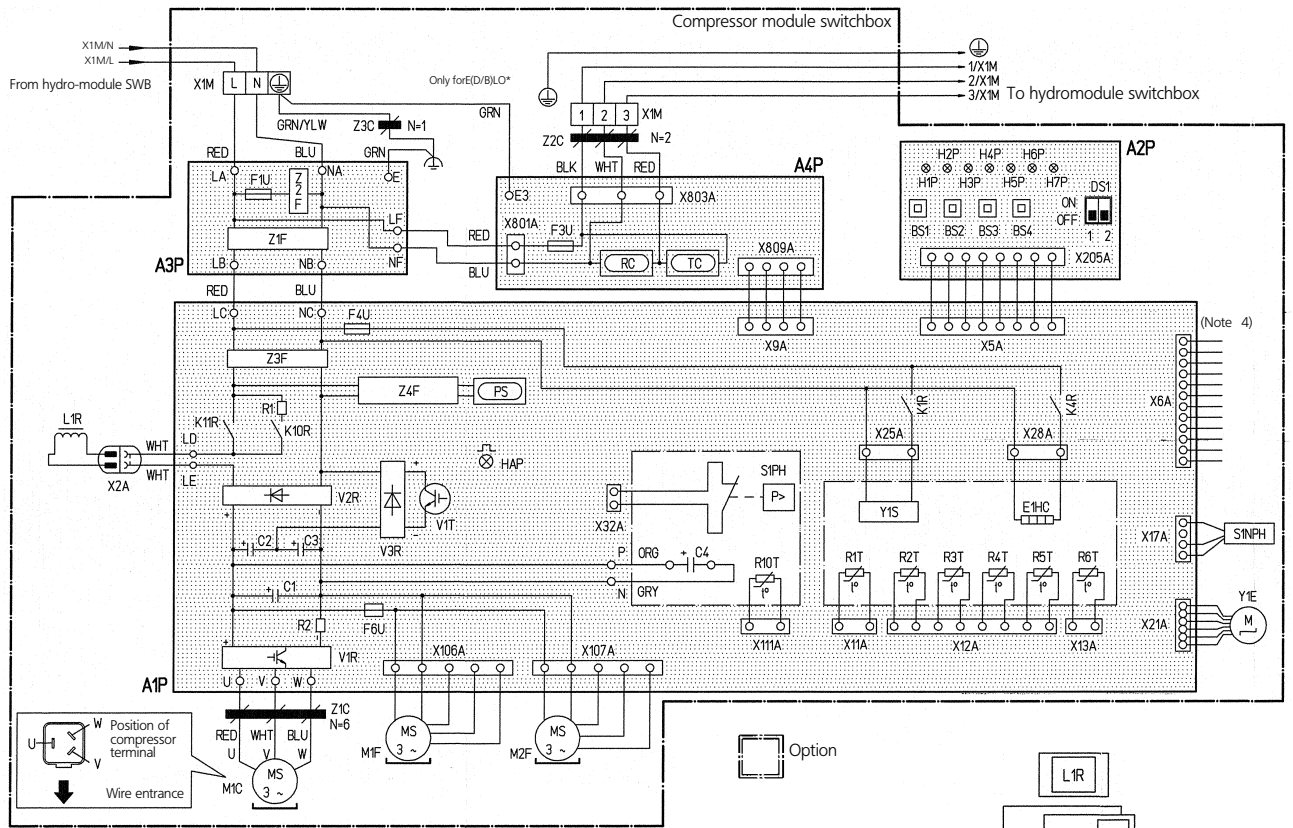 Compressor module switchbox
X1M/N
X1M/L
From hydro-module SWB
X1M L N
Only forE(D/B)LO*
1/X1M
2/X1M
3/X1M To hydromodule switchbox
1 2 3 X1M
GRN
GRN/YLW Z3C N=1
Z2C N=2
RED BLU GRN
BLK WHT RED
A4P
A2P
LA F1U Z2F NA E
E3 X803A
H2P H4P H6P
H1P H3P H5P H7P
DS1
ON
OFF
1 2
BS1 BS2 BS3 BS4
X205A
LF
NF
Z1F
A3P LB NB
RED
BLU
X801A F3U
RC TC
X809A
RED BLU
LC NC F4U
X9A X5A
(Note 4)
Z3F
Z4F PS
X6A
R1
K11R K10R
K1R K4R
L1R
WHT LD
WHT LE
X2A
X25A X28A
HAP
S1PH
P>
V2R
+ -
V3R
+
-
V1T
X32A
Y1S E1HC
X17A S1NPH
+ C2 + C3
P ORG + C4
N GRY
R10T
t°
R1T R2T R3T R4T R5T R6T
t° t° t° t° t° t°
+ C1
R2
F6U
X111A X11A X12A X13A
X21A
Y1E
M
+ -
V1R
X106A X107A
A1P
U V W
Z1C
N=6
RED WHT BLU
U V W
MS
3 ~
M1C
MS
3 ~
M1F
MS
3 ~
M2F
U W V
Position of
compressor
terminal
Wire entrance
Option
L1R